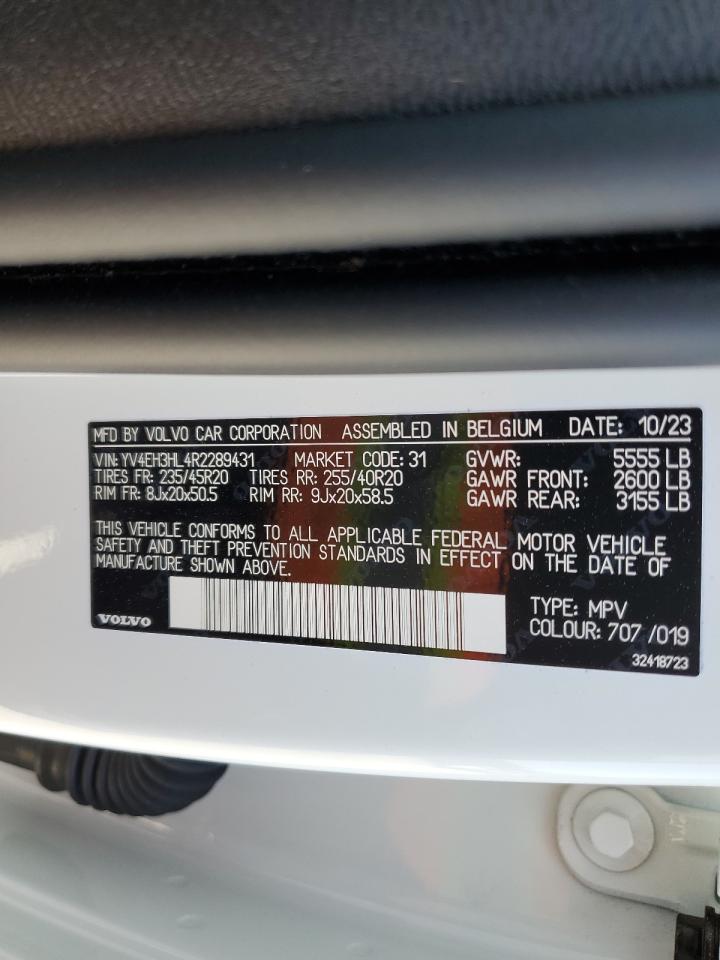 MFD BY VOLVO CAR CORPORATION ASSEMBLED IN BELGIUM DATE: 10/23
VIN: YV4EH3HL4R2289431 MARKET CODE: 31 GVWR: 5555 LB
TIRES FR: 235/45R20 TIRES RR: 255/40R20 GAWR FRONT: 2600 LB
RIM FR: 8Jx20x50.5 RIM RR: 9Jx20x58.5 GAWR REAR: 3155 LB
THIS VEHICLE CONFORMS TO ALL APPLICABLE FEDERAL MOTOR VEHICLE
SAFETY AND THEFT PREVENTION STANDARDS IN EFFECT ON THE DATE OF
MANUFACTURE SHOWN ABOVE.
TYPE: MPV
VOLVO COLOUR: 707 /019
32418723